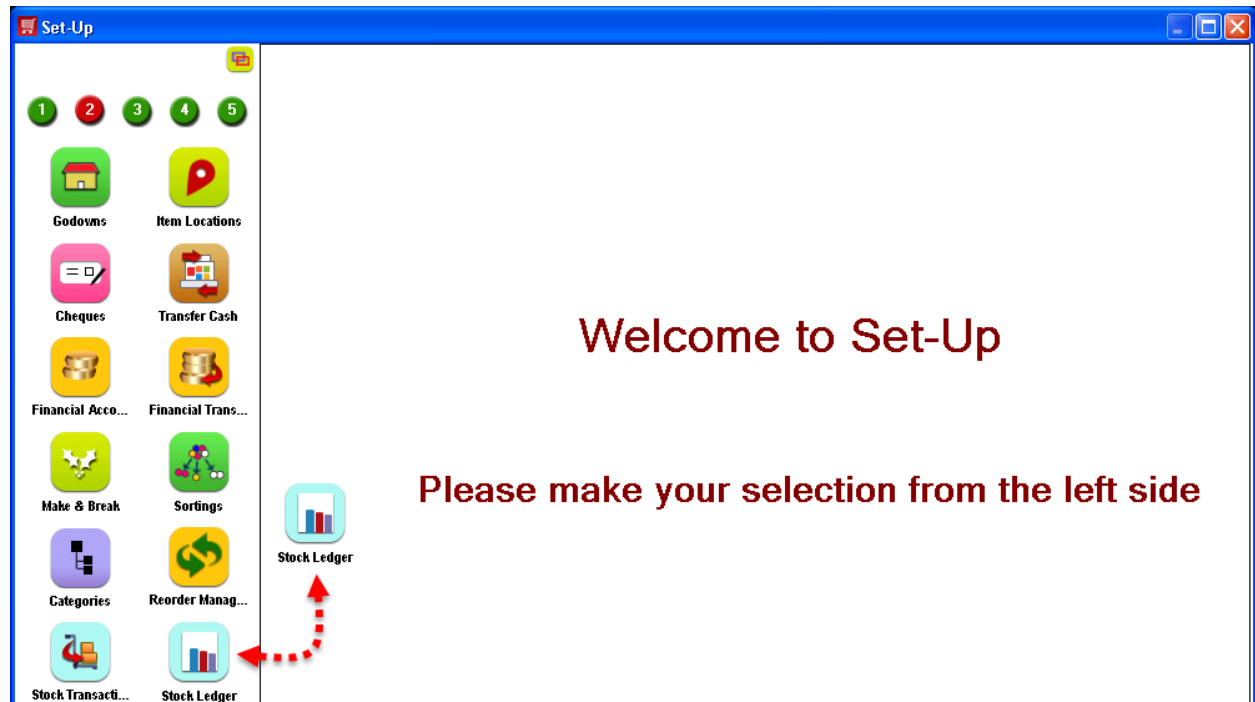 Set-Up
1 2 3 4 5
Godowns Item Locations
Cheques Transfer Cash
Financial Acco... Financial Trans...
Make & Break Sortings
Categories Reorder Manag...
Stock Transacti... Stock Ledger
Stock Ledger
Welcome to Set-Up
Please make your selection from the left side